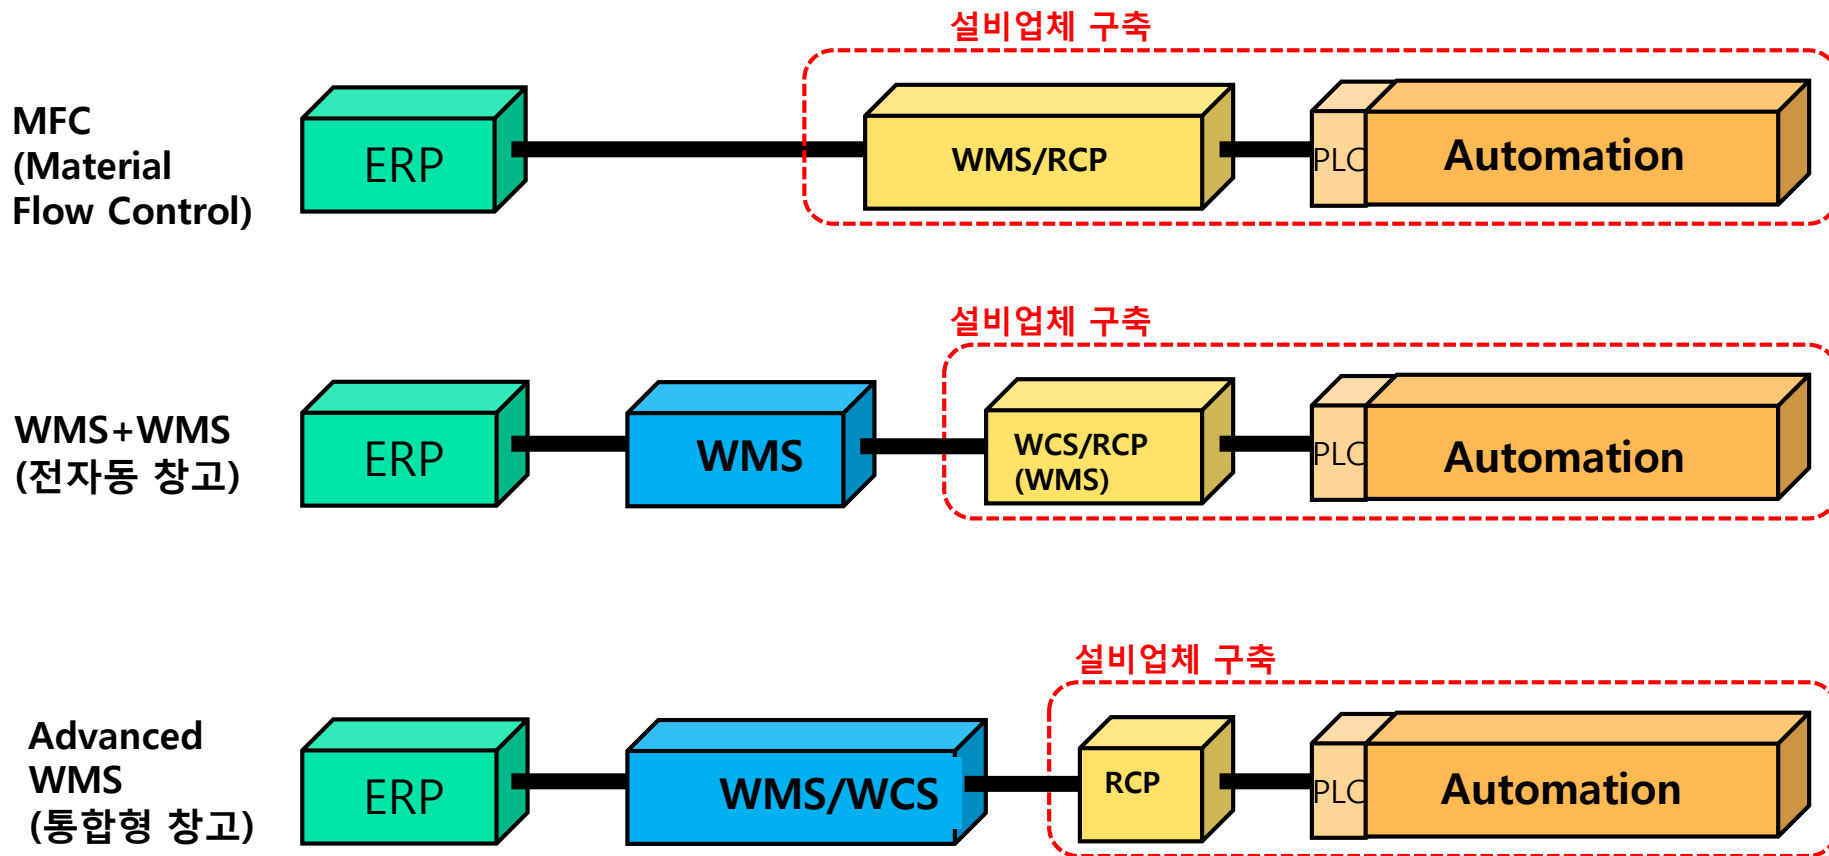 설비업체 구축
MFC
(Material
Flow Control)
ERP
WMS/RCP
PLC
Automation
설비업체 구축
WMS+WMS
(전자동 창고)
ERP
WMS
WCS/RCP
(WMS)
PLC
Automation
설비업체 구축
Advanced
WMS
(통합형 창고)
ERP
WMS/WCS
RCP
PLC
Automation